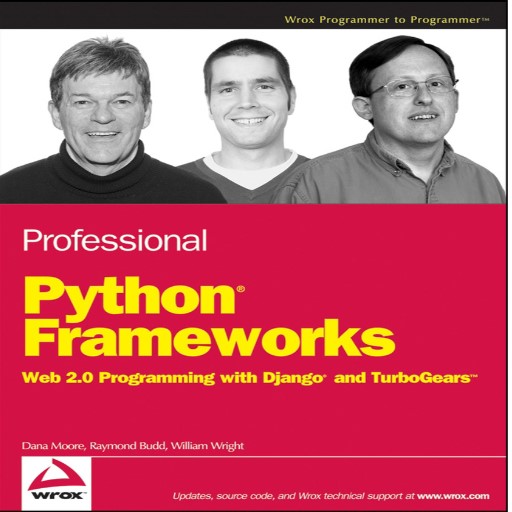 Wrox Programmer to Programmer™
Professional
Python®
Frameworks
Web 2.0 Programming with Django® and TurboGears™
Dana Moore, Raymond Budd, William Wright
wrox™
Updates, source code, and Wrox technical support at www.wrox.com